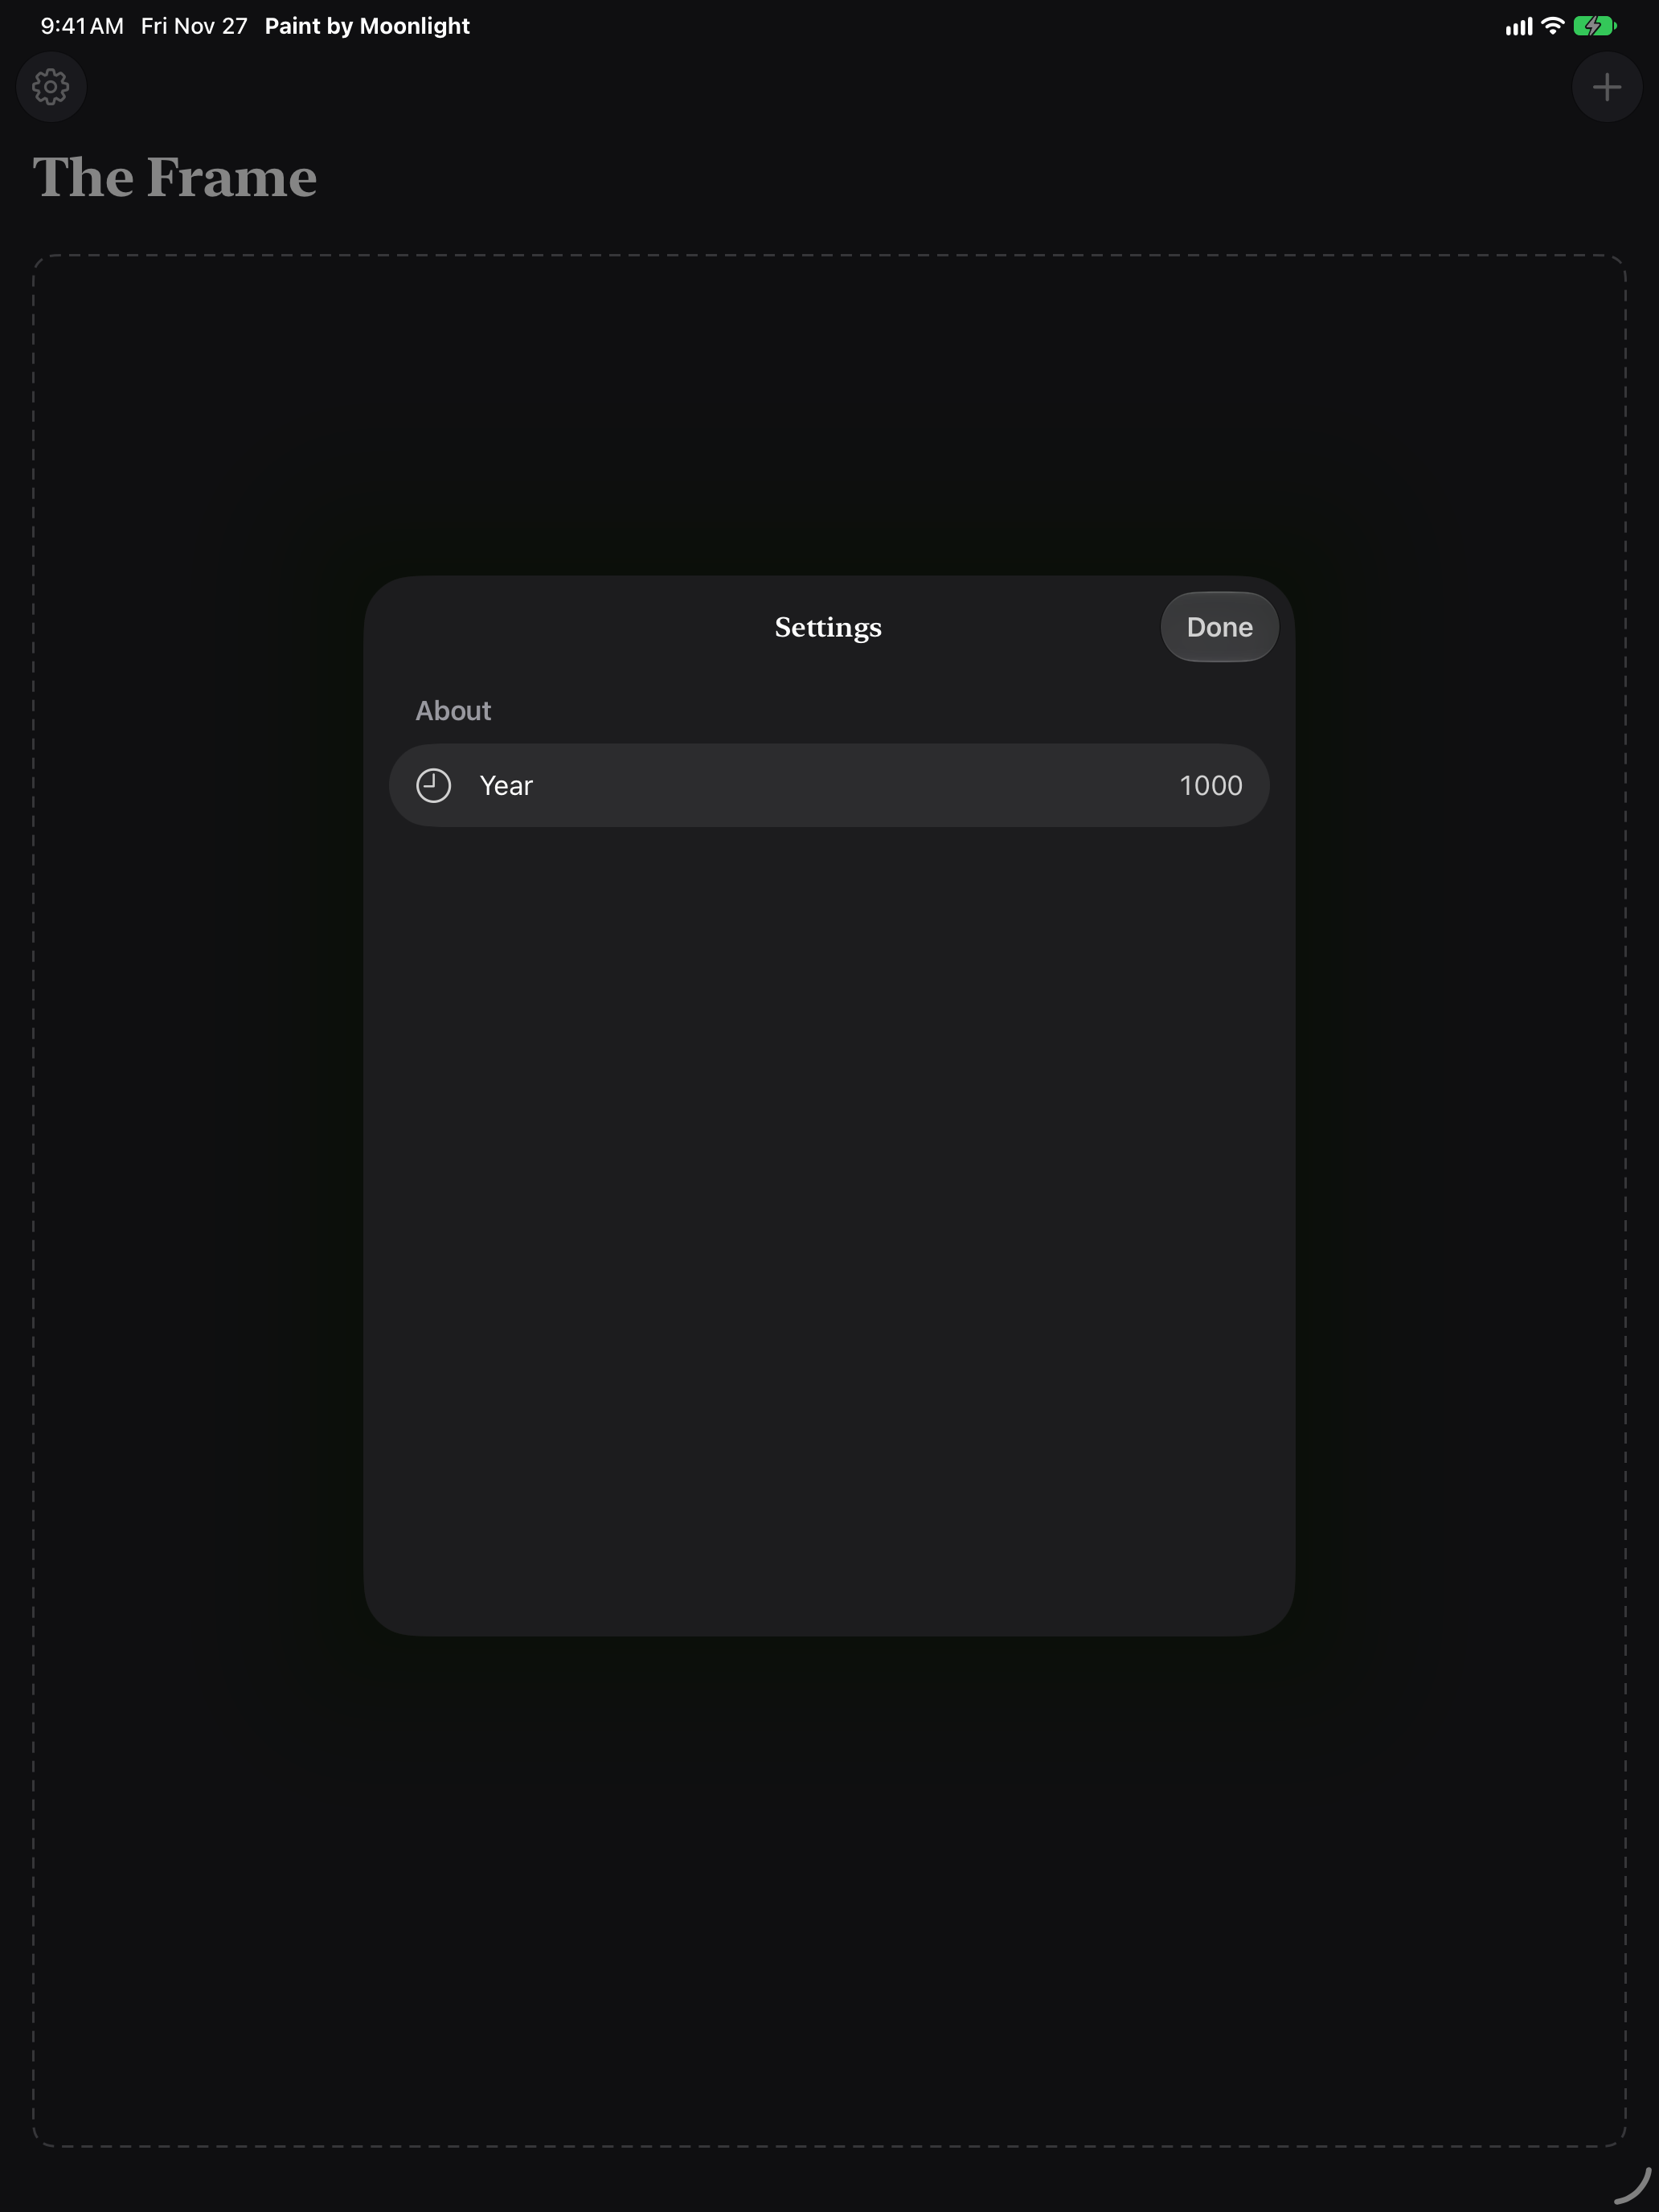 9:41 AM Fri Nov 27 Paint by Moonlight
The Frame
Settings
Done
About
Year 1000